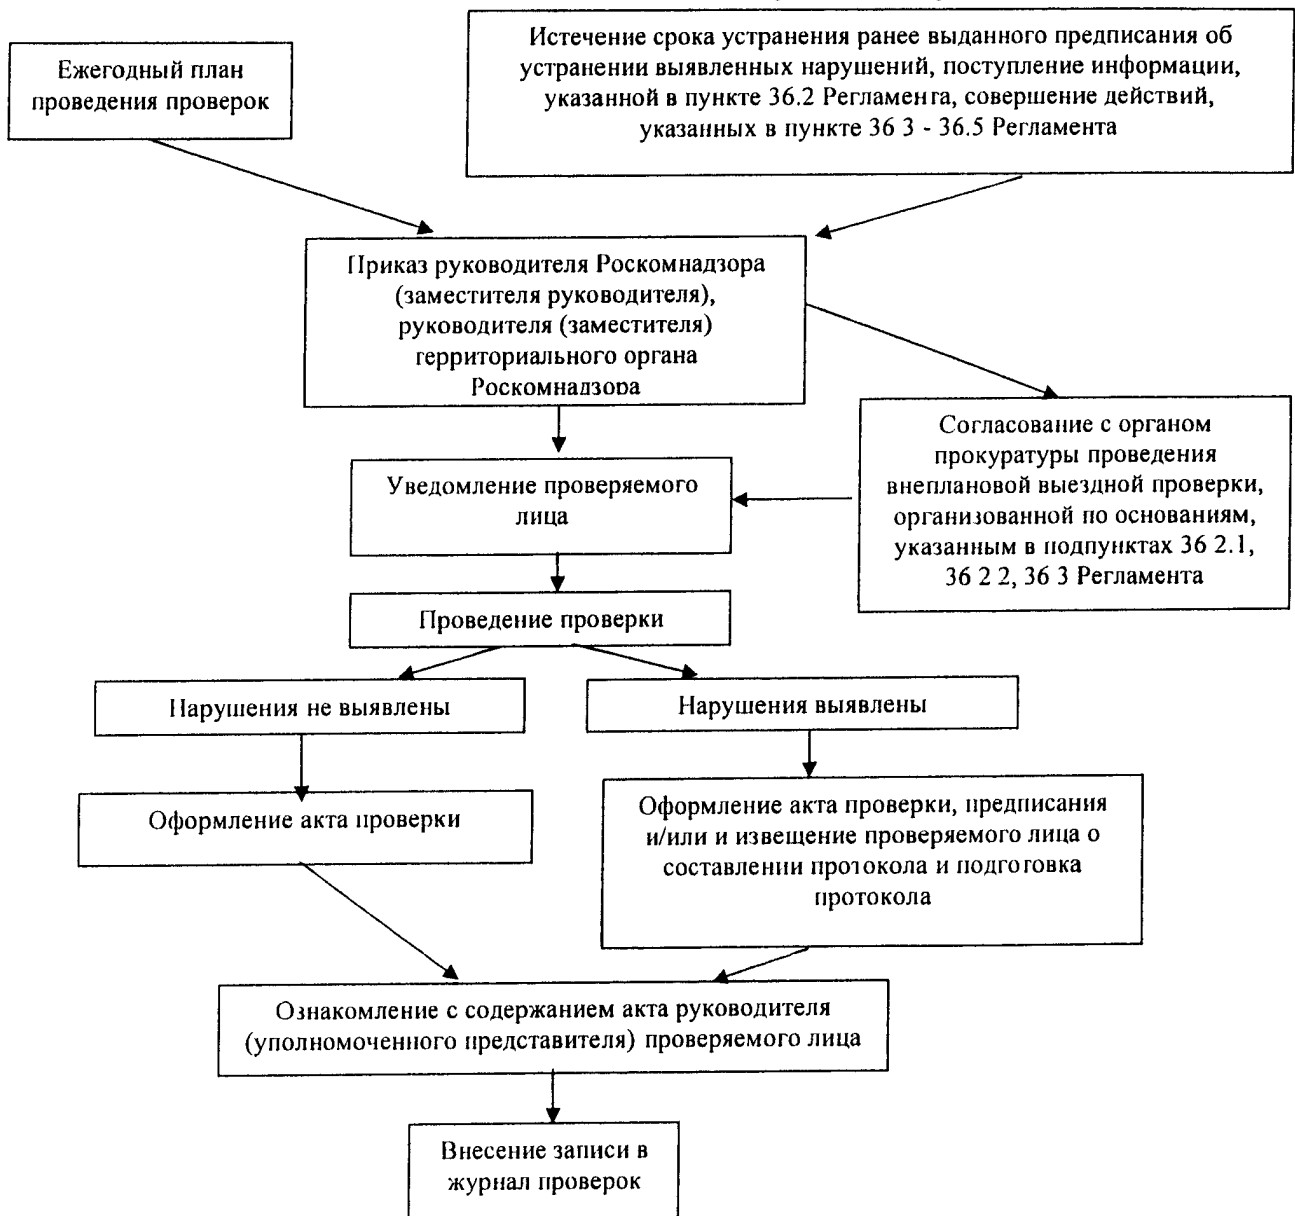 Ежегодный план
проведения проверок
Истечение срока устранения ранее выданного предписания об
устранении выявленных нарушений, поступление информации,
указанной в пункте 36.2 Регламента, совершение действий,
указанных в пункте 36 3 - 36.5 Регламента
Приказ руководителя Роскомнадзора
(заместителя руководителя),
руководителя (заместителя)
территориального органа
Роскомнадзора
Согласование с органом
прокуратуры проведения
внеплановой выездной проверки,
организованной по основаниям,
указанным в подпунктах 36 2.1,
36 2 2, 36 3 Регламента
Уведомление проверяемого
лица
Проведение проверки
Нарушения не выявлены
Нарушения выявлены
Оформление акта проверки
Оформление акта проверки, предписания
и/или и извещение проверяемого лица о
составлении протокола и подготовка
протокола
Ознакомление с содержанием акта руководителя
(уполномоченного представителя) проверяемого лица
Внесение записи в
журнал проверок